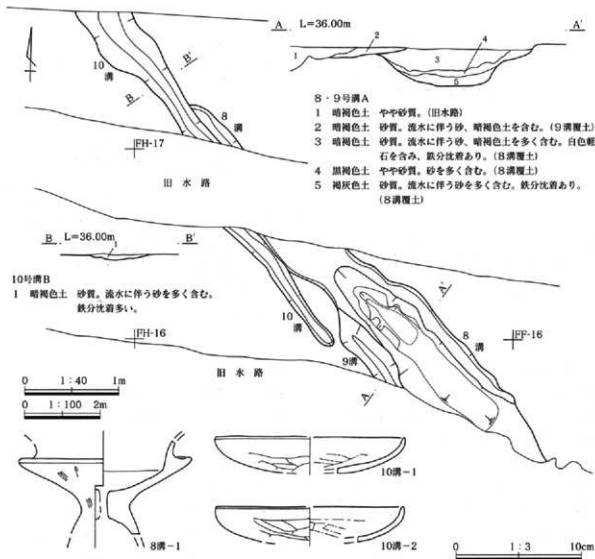 A L=36.00m A'
1 2 3 4 5
8・9号溝A
1 暗褐色土 やや砂質。(旧水路)
2 暗褐色土 砂質。流水に伴う砂、暗褐色土を含む。(9溝覆土)
3 暗褐色土 砂質。流水に伴う砂、暗褐色土を多く含む。白色軽
石を含み、鉄分沈着あり。(8溝覆土)
4 黒褐色土 やや砂質。砂を多く含む。(8溝覆土)
5 褐灰色土 砂質。流水に伴う砂を多く含む。鉄分沈着あり。
(8溝覆土)
10溝
B B'
8溝
FH-17
旧水路
B L=36.00m B'
1
10号溝B
1 暗褐色土 砂質。流水に伴う砂を多く含む。
鉄分沈着多い。
10溝
9溝
8溝
A A'
FH-16
FF-16
旧水路
0 1:40 1m
0 1:100 2m
8溝-1
10溝-1
10溝-2
0 1:3 10cm